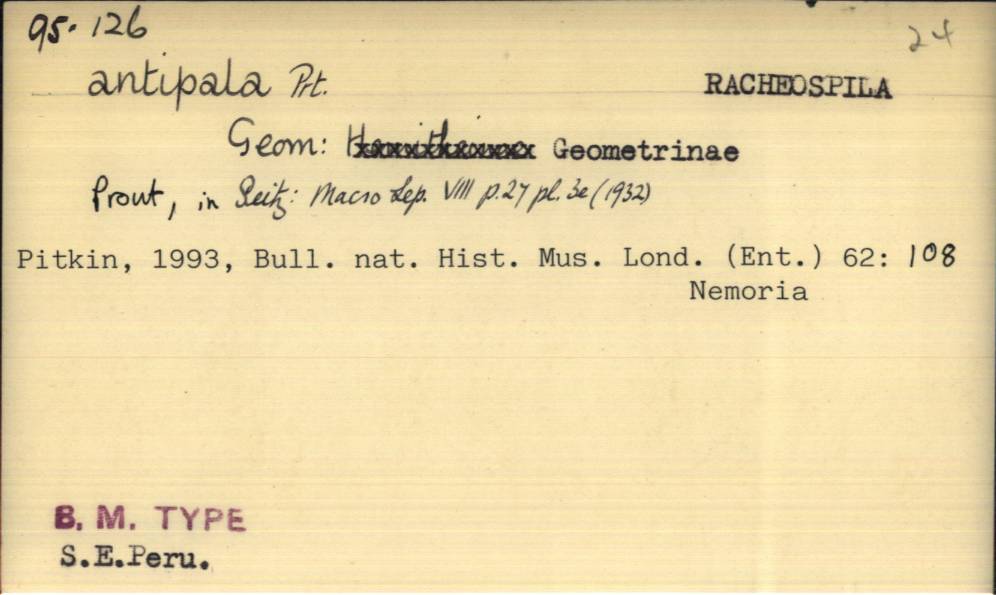 95.126 24
antipala Prt. RACHEOSPILA
Geom: Geometrinae
Prout, in Seitz: Macro Lep. VIII p.27 pl.3e (1932)
Pitkin, 1993, Bull. nat. Hist. Mus. Lond. (Ent.) 62: 108
Nemoria
B. M. TYPE
S.E.Peru.